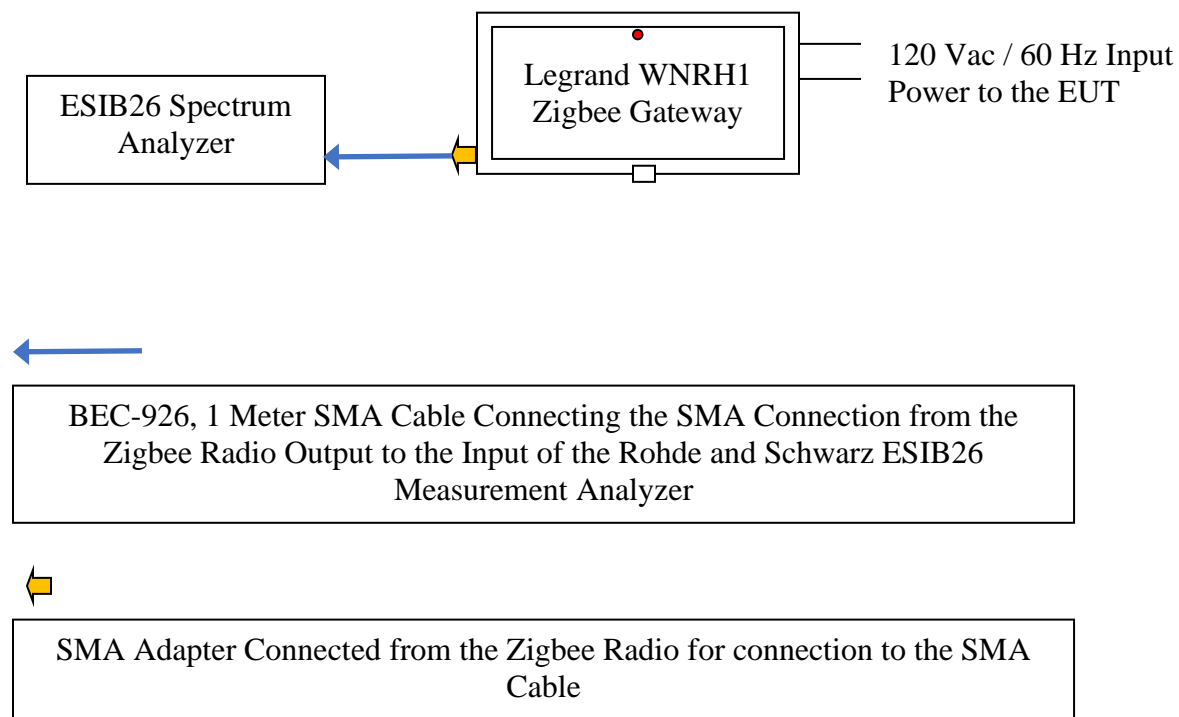 ESIB26 Spectrum
Analyzer
Legrand WNRH1
Zigbee Gateway
120 Vac / 60 Hz Input
Power to the EUT
BEC-926, 1 Meter SMA Cable Connecting the SMA Connection from the
Zigbee Radio Output to the Input of the Rohde and Schwarz ESIB26
Measurement Analyzer
SMA Adapter Connected from the Zigbee Radio for connection to the SMA
Cable